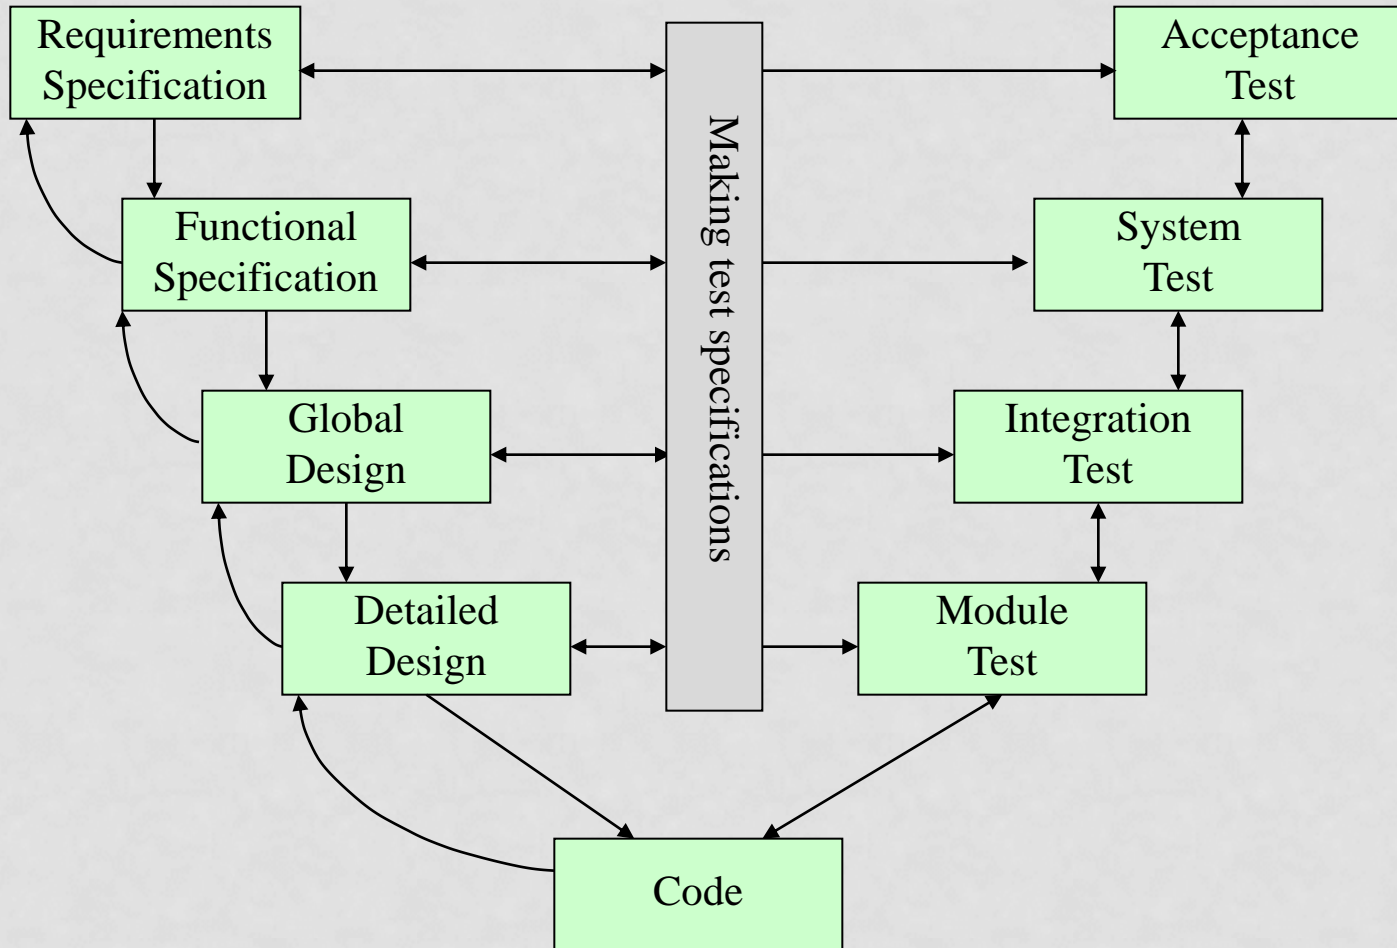 Requirements
Specification
Acceptance
Test
Making test specifications
Functional
Specification
System
Test
Global
Design
Integration
Test
Detailed
Design
Module
Test
Code